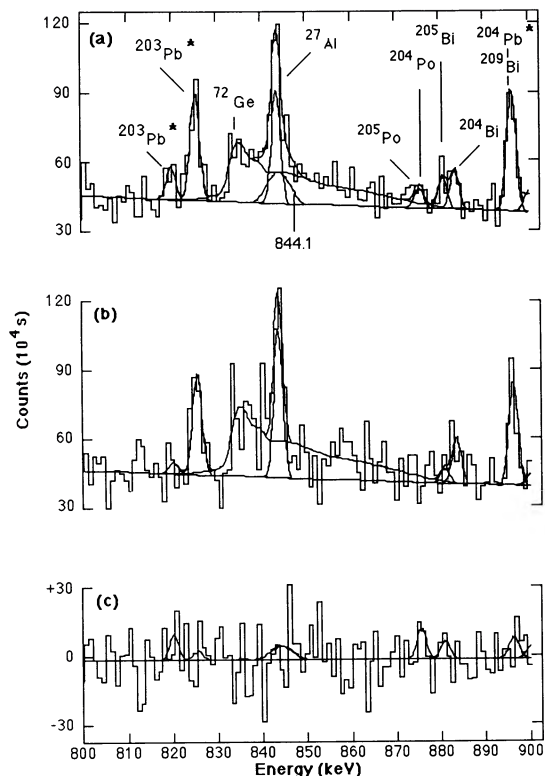 120
(a)
203Pb*
27Al
205Bi
204Pb*
204Po
209Bi
90
72Ge
203Pb*
205Po
204Bi
60
30
844.1
120
(b)
90
Counts (10⁴ s)
60
30
+30
(c)
0
-30
800 810 820 830 840 850 860 870 880 890 900
Energy (keV)